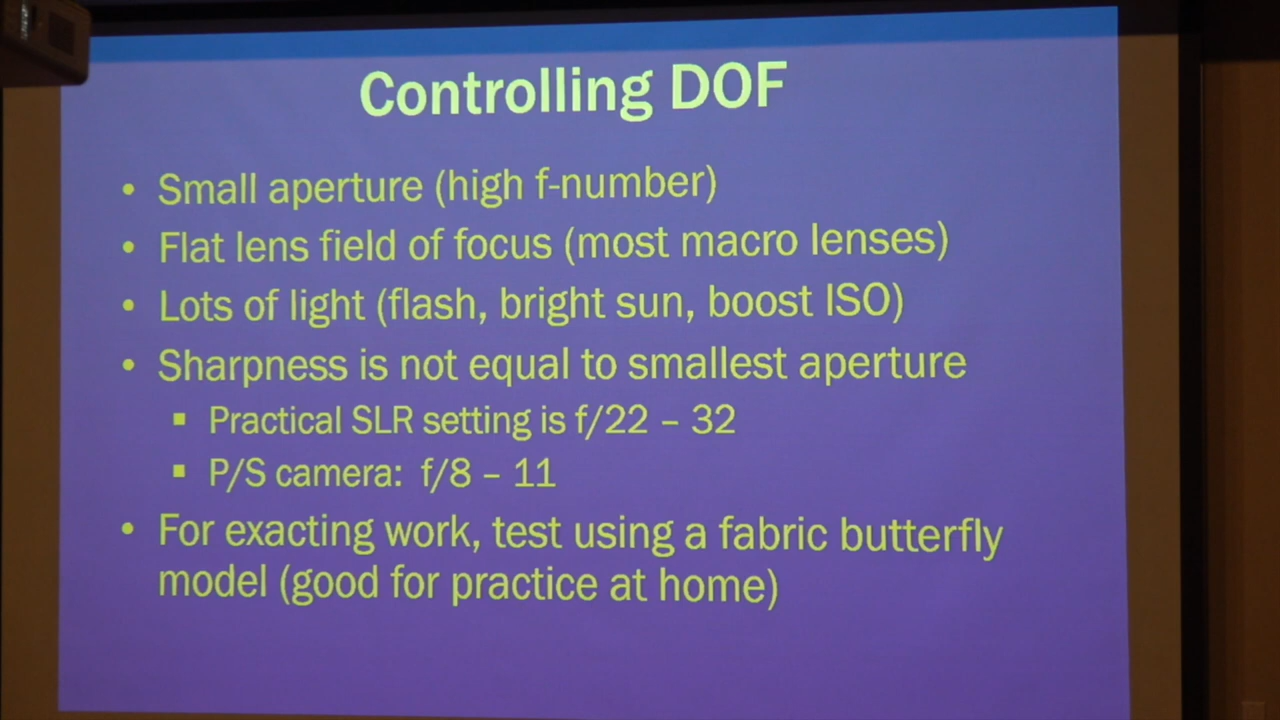 Controlling DOF
• Small aperture (high f-number)
• Flat lens field of focus (most macro lenses)
• Lots of light (flash, bright sun, boost ISO)
• Sharpness is not equal to smallest aperture
▪ Practical SLR setting is f/22 – 32
▪ P/S camera: f/8 – 11
• For exacting work, test using a fabric butterfly
model (good for practice at home)